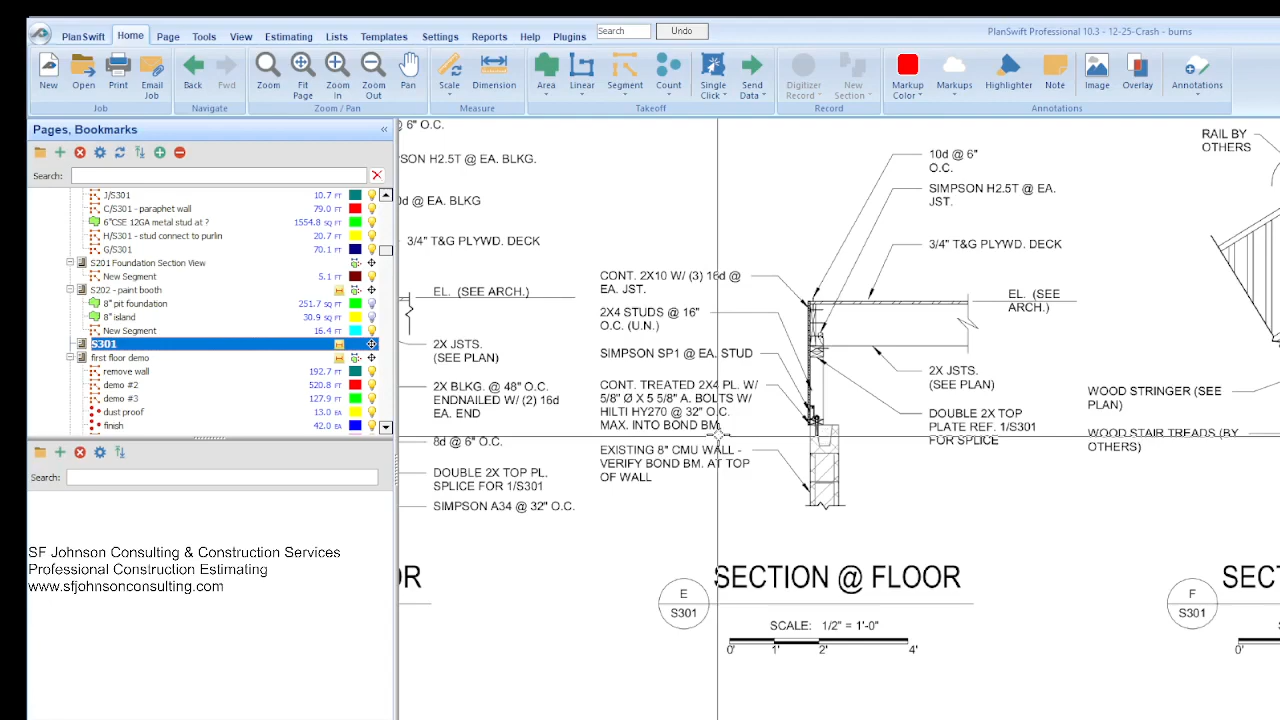 PlanSwift Professional 10.3 - 12-25-Crash - burns
PlanSwift Home Page Tools View Estimating Lists Templates Settings Reports Help Plugins Search Undo
New Open Print Email Job
Back Fwd
Zoom Fit Page Zoom In Zoom Out Pan
Scale Dimension
Area Linear Segment Count Single Click Send Data
Digitizer Record New Section
Markup Color Markups Highlighter Note Image Overlay Annotations
Job Navigate Zoom / Pan Measure Takeoff Record Annotations
Pages, Bookmarks
Search:
J/S301 10.7 FT
C/S301 - paraphet wall 79.0 FT
6"CSE 12GA metal stud at ? 1554.8 SQ FT
H/S301 - stud connect to purlin 20.7 FT
G/S301 70.1 FT
S201 Foundation Section View
New Segment 5.1 FT
S202 - paint booth
8" pit foundation 251.7 SQ FT
8" island 30.9 SQ FT
New Segment 16.4 FT
S301
first floor demo
remove wall 192.7 FT
demo #2 520.8 FT
demo #3 127.9 FT
dust proof 13.0 EA
finish 42.0 EA
Search:
SF Johnson Consulting & Construction Services
Professional Construction Estimating
www.sfjohnsonconsulting.com
@ 6" O.C.
SON H2.5T @ EA. BLKG.
d @ EA. BLKG
3/4" T&G PLYWD. DECK
EL. (SEE ARCH.)
2X JSTS.
(SEE PLAN)
2X BLKG. @ 48" O.C.
ENDNAILED W/ (2) 16d
EA. END
8d @ 6" O.C.
DOUBLE 2X TOP PL.
SPLICE FOR 1/S301
SIMPSON A34 @ 32" O.C.
OR
CONT. 2X10 W/ (3) 16d @
EA. JST.
2X4 STUDS @ 16"
O.C. (U.N.)
SIMPSON SP1 @ EA. STUD
CONT. TREATED 2X4 PL. W/
5/8" Ø X 5 5/8" A. BOLTS W/
HILTI HY270 @ 32" O.C.
MAX. INTO BOND BM.
EXISTING 8" CMU WALL -
VERIFY BOND BM. AT TOP
OF WALL
10d @ 6"
O.C.
SIMPSON H2.5T @ EA.
JST.
3/4" T&G PLYWD. DECK
EL. (SEE
ARCH.)
2X JSTS.
(SEE PLAN)
DOUBLE 2X TOP
PLATE REF. 1/S301
FOR SPLICE
E
S301
SECTION @ FLOOR
SCALE: 1/2" = 1'-0"
0' 1' 2' 4'
RAIL BY
OTHERS
WOOD STRINGER (SEE
PLAN)
WOOD STAIR TREADS (BY
OTHERS)
F
S301
SECT
0'